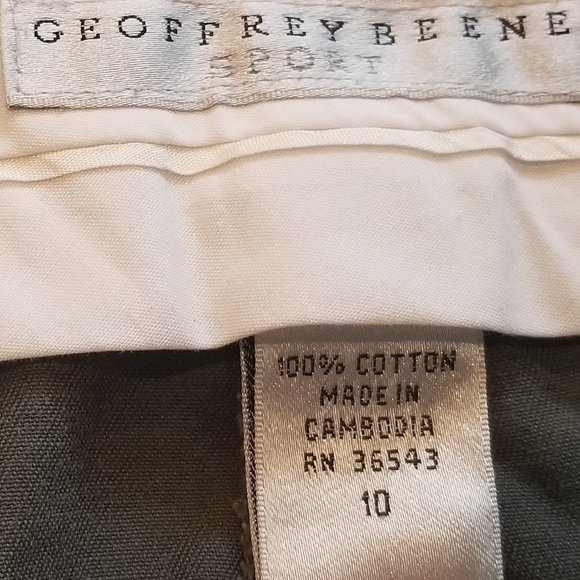 GEOFFREY BEENE
SPORT
100% COTTON
MADE IN
CAMBODIA
RN 36543
10